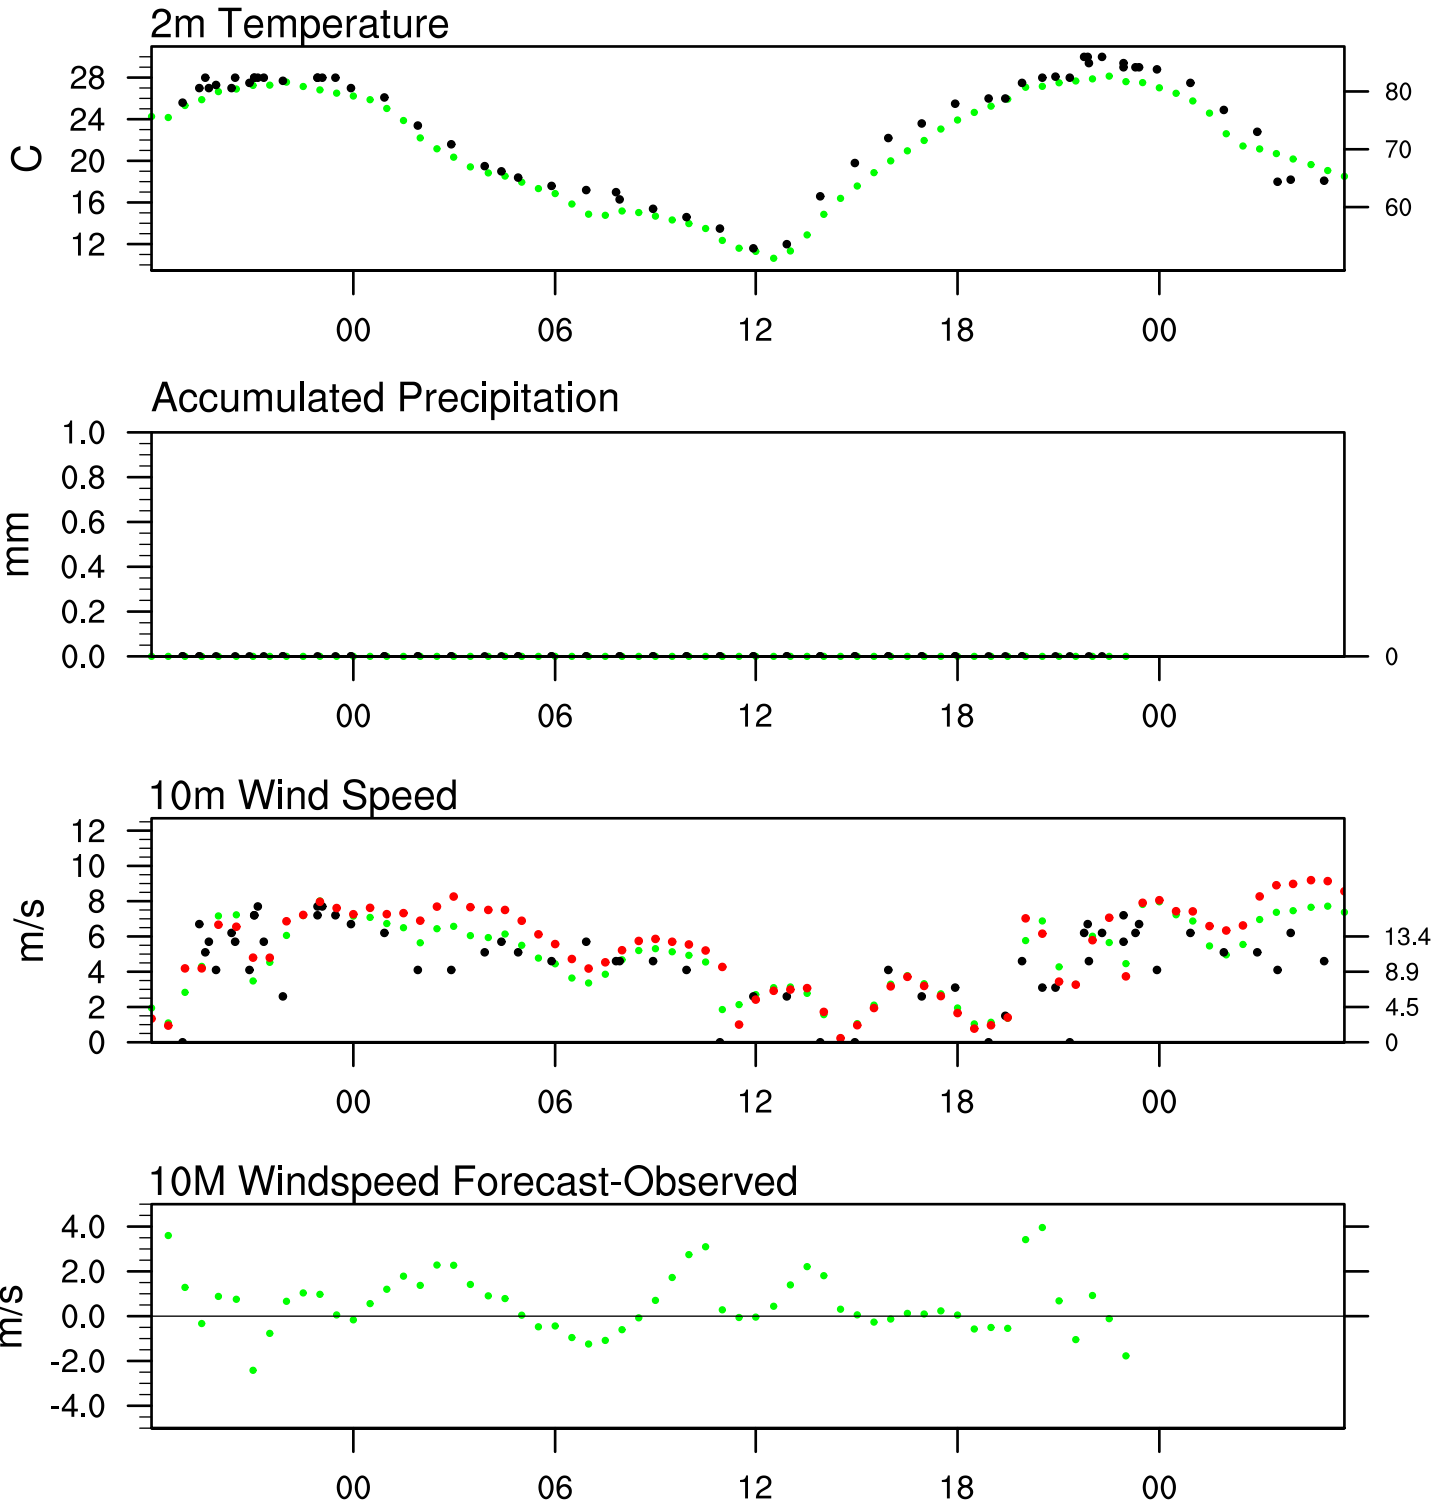 2m Temperature
C
28
24
20
16
12
80
70
60
00 06 12 18 00
Accumulated Precipitation
mm
1.0
0.8
0.6
0.4
0.2
0.0
0
00 06 12 18 00
10m Wind Speed
m/s
12
10
8
6
4
2
0
13.4
8.9
4.5
0
00 06 12 18 00
10M Windspeed Forecast-Observed
m/s
4.0
2.0
0.0
-2.0
-4.0
00 06 12 18 00